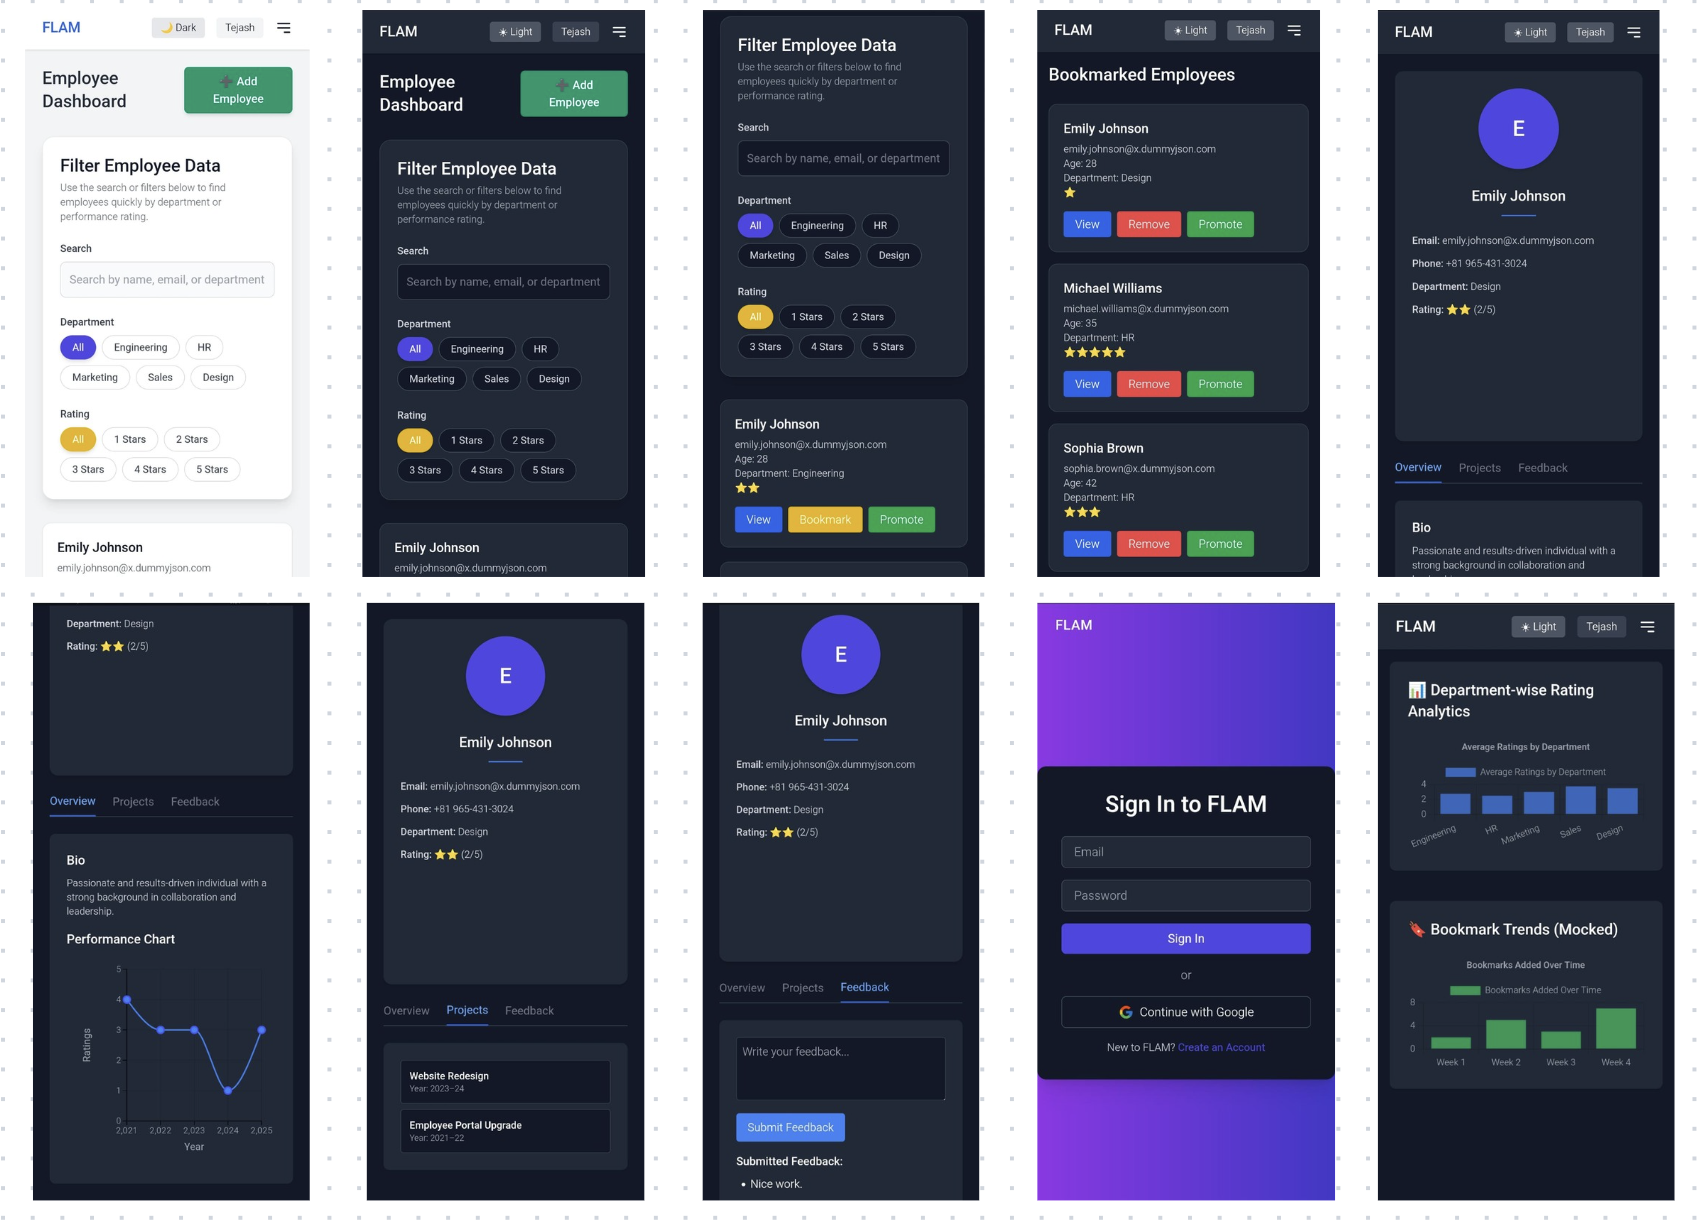 FLAM
🌙 Dark
Tejash
Employee
Dashboard
➕ Add
Employee
Filter Employee Data
Use the search or filters below to find
employees quickly by department or
performance rating.
Search
Search by name, email, or department
Department
All
Engineering
HR
Marketing
Sales
Design
Rating
All
1 Stars
2 Stars
3 Stars
4 Stars
5 Stars
Emily Johnson
emily.johnson@x.dummyjson.com
FLAM
☀ Light
Tejash
Employee
Dashboard
➕ Add
Employee
Filter Employee Data
Use the search or filters below to find
employees quickly by department or
performance rating.
Search
Search by name, email, or department
Department
All
Engineering
HR
Marketing
Sales
Design
Rating
All
1 Stars
2 Stars
3 Stars
4 Stars
5 Stars
Emily Johnson
emily.johnson@x.dummyjson.com
Filter Employee Data
Use the search or filters below to find
employees quickly by department or
performance rating.
Search
Search by name, email, or department
Department
All
Engineering
HR
Marketing
Sales
Design
Rating
All
1 Stars
2 Stars
3 Stars
4 Stars
5 Stars
Emily Johnson
emily.johnson@x.dummyjson.com
Age: 28
Department: Engineering
⭐⭐
View
Bookmark
Promote
FLAM
☀ Light
Tejash
Bookmarked Employees
Emily Johnson
emily.johnson@x.dummyjson.com
Age: 28
Department: Design
⭐
View
Remove
Promote
Michael Williams
michael.williams@x.dummyjson.com
Age: 35
Department: HR
⭐⭐⭐⭐⭐
View
Remove
Promote
Sophia Brown
sophia.brown@x.dummyjson.com
Age: 42
Department: HR
⭐⭐⭐
View
Remove
Promote
FLAM
☀ Light
Tejash
E
Emily Johnson
Email: emily.johnson@x.dummyjson.com
Phone: +81 965-431-3024
Department: Design
Rating: ⭐⭐ (2/5)
Overview
Projects
Feedback
Bio
Passionate and results-driven individual with a
strong background in collaboration and
Department: Design
Rating: ⭐⭐ (2/5)
Overview
Projects
Feedback
Bio
Passionate and results-driven individual with a
strong background in collaboration and
leadership.
Performance Chart
5
4
3
2
1
0
Ratings
2,021 2,022 2,023 2,024 2,025
Year
E
Emily Johnson
Email: emily.johnson@x.dummyjson.com
Phone: +81 965-431-3024
Department: Design
Rating: ⭐⭐ (2/5)
Overview
Projects
Feedback
Website Redesign
Year: 2023–24
Employee Portal Upgrade
Year: 2021–22
E
Emily Johnson
Email: emily.johnson@x.dummyjson.com
Phone: +81 965-431-3024
Department: Design
Rating: ⭐⭐ (2/5)
Overview
Projects
Feedback
Write your feedback...
Submit Feedback
Submitted Feedback:
• Nice work.
FLAM
Sign In to FLAM
Email
Password
Sign In
or
Continue with Google
New to FLAM? Create an Account
FLAM
☀ Light
Tejash
📊 Department-wise Rating
Analytics
Average Ratings by Department
Average Ratings by Department
4
2
0
Engineering
HR
Marketing
Sales
Design
🔖 Bookmark Trends (Mocked)
Bookmarks Added Over Time
Bookmarks Added Over Time
8
4
0
Week 1
Week 2
Week 3
Week 4